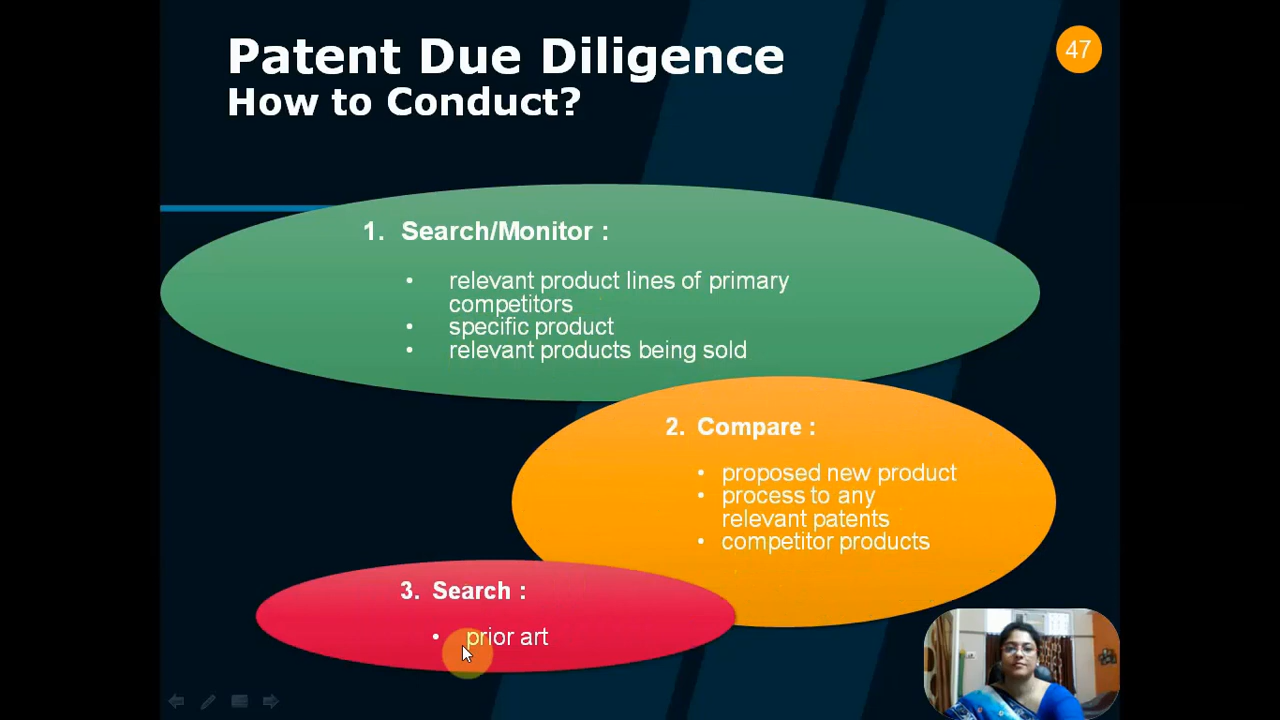 Patent Due Diligence
How to Conduct?
47
1. Search/Monitor :
• relevant product lines of primary
competitors
• specific product
• relevant products being sold
2. Compare :
• proposed new product
• process to any
relevant patents
• competitor products
3. Search :
• prior art